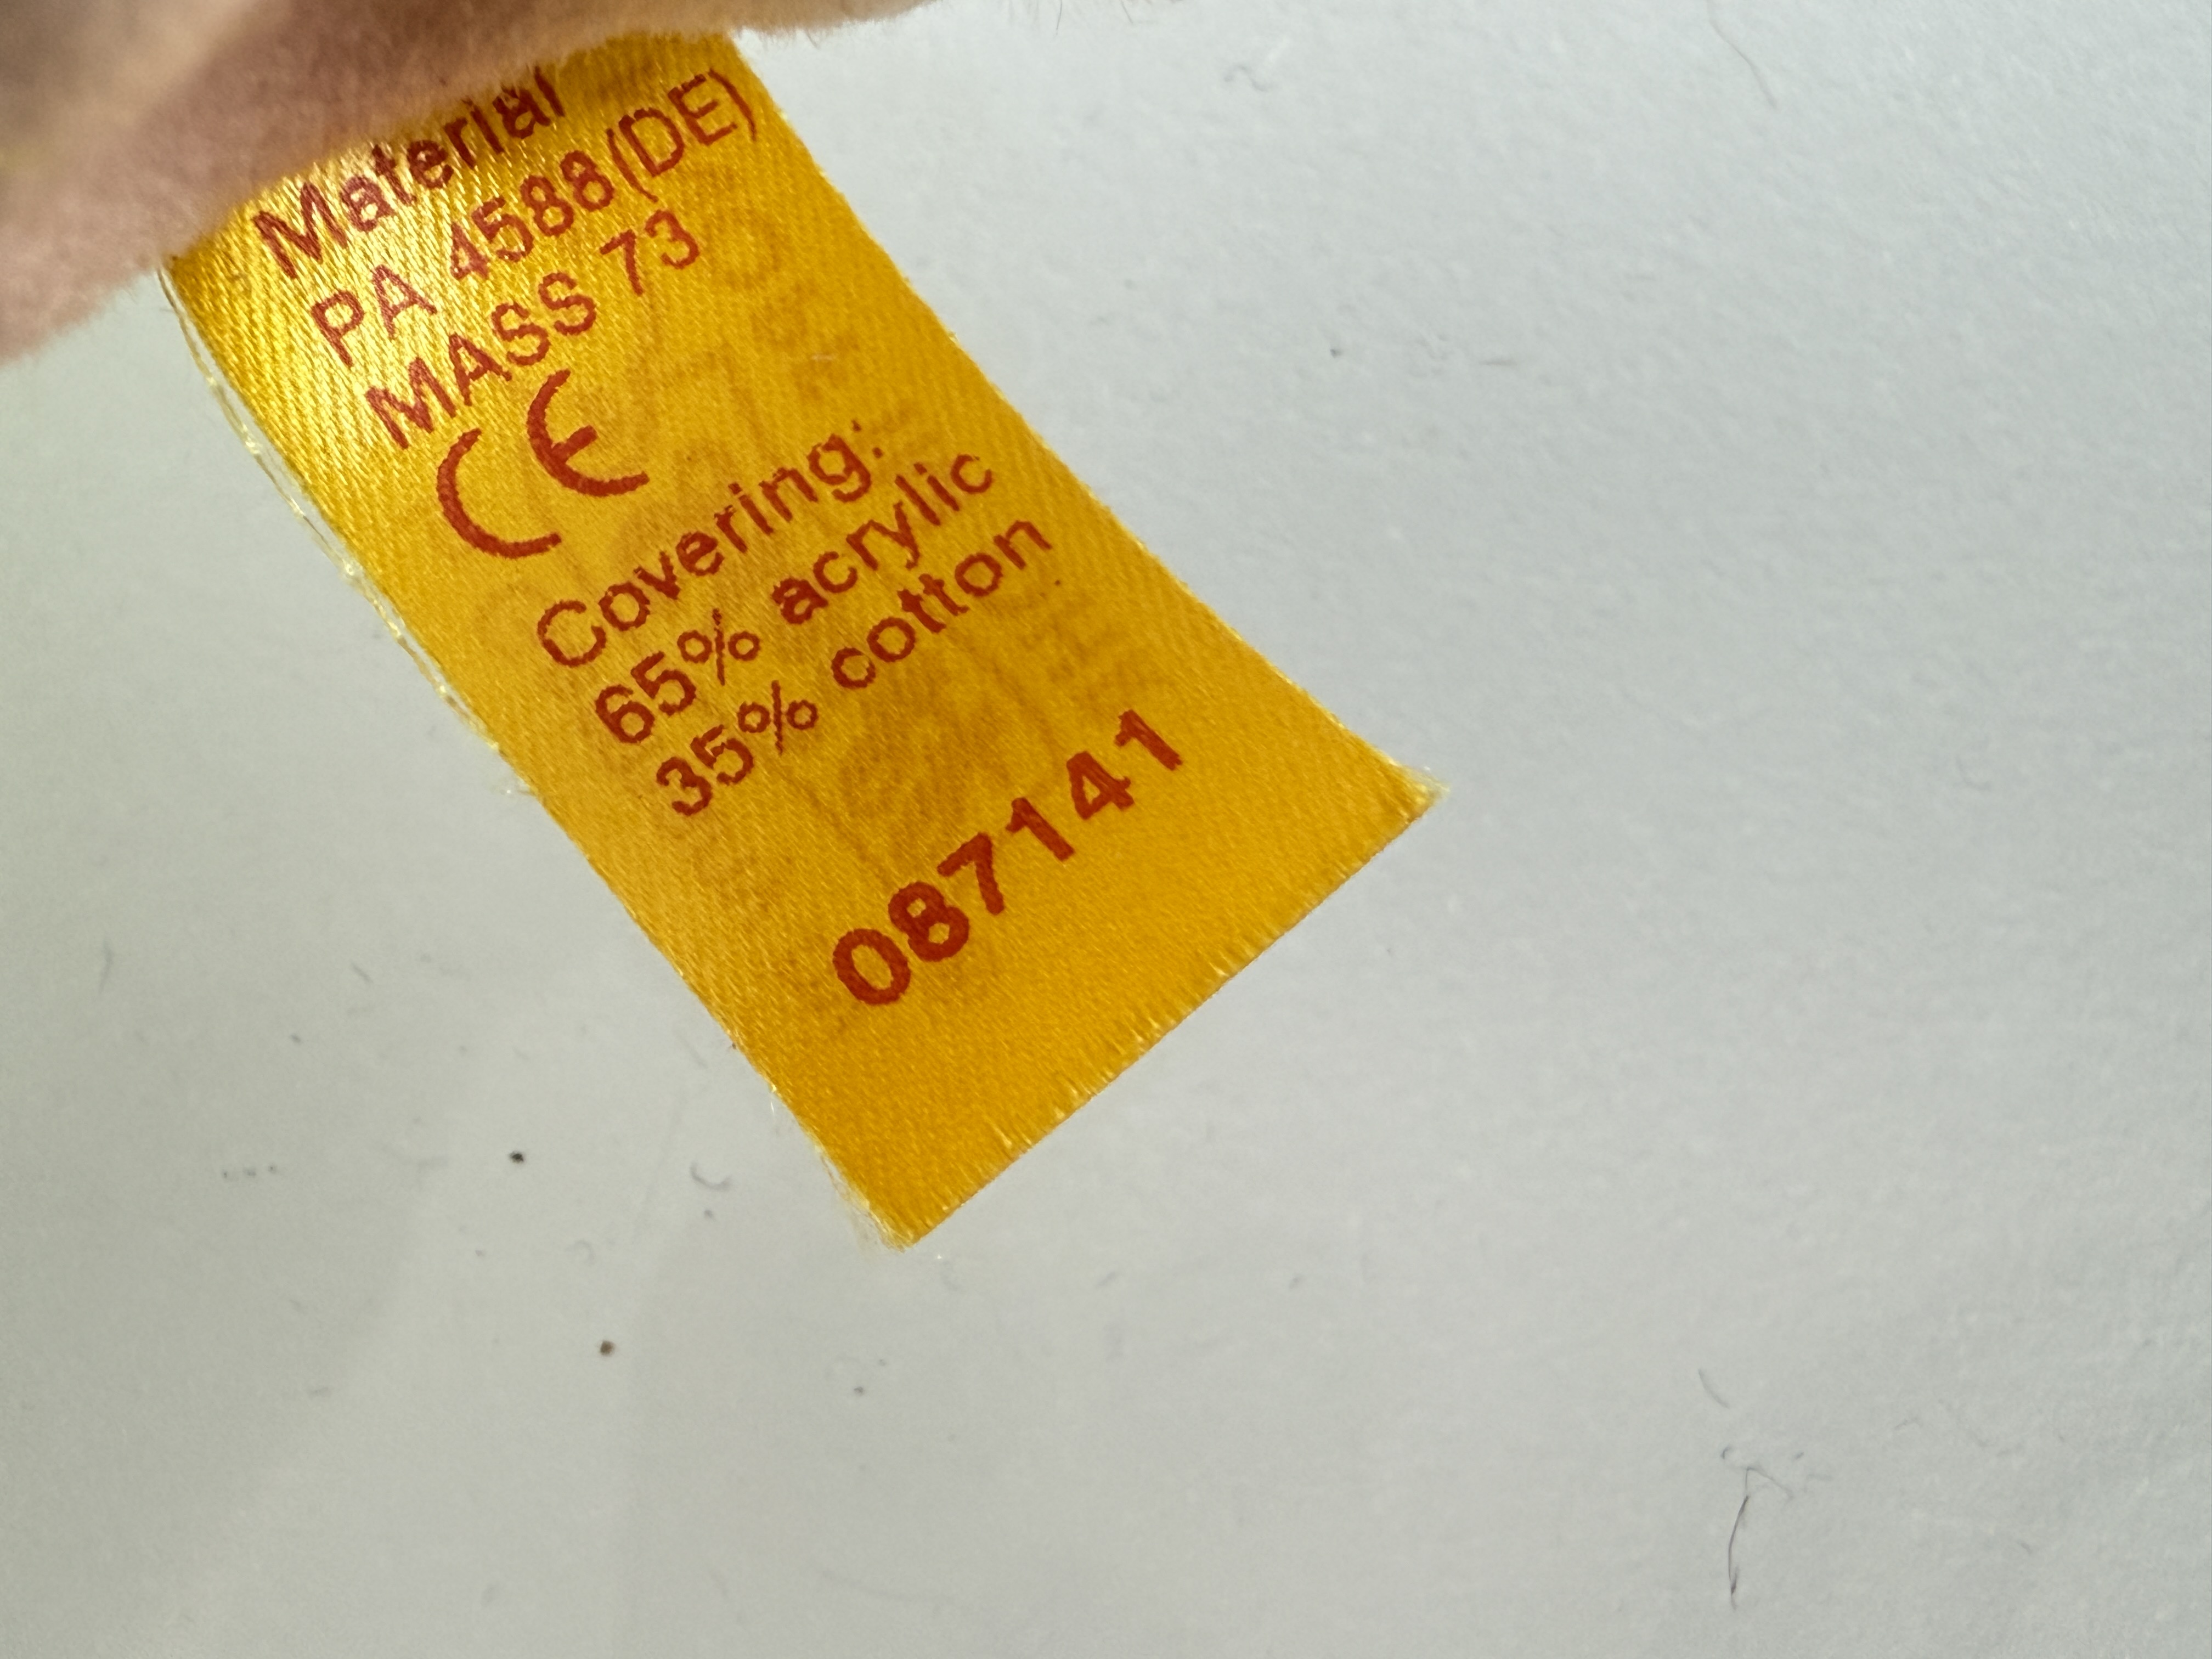 Material
PA 4588(DE)
MASS 73
CE
Covering:
65% acrylic
35% cotton
087141